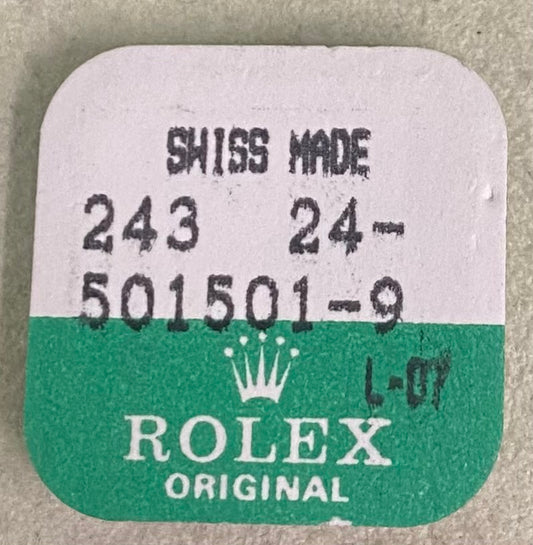 SWISS MADE
243 24-
501501-9
L-07
ROLEX
ORIGINAL